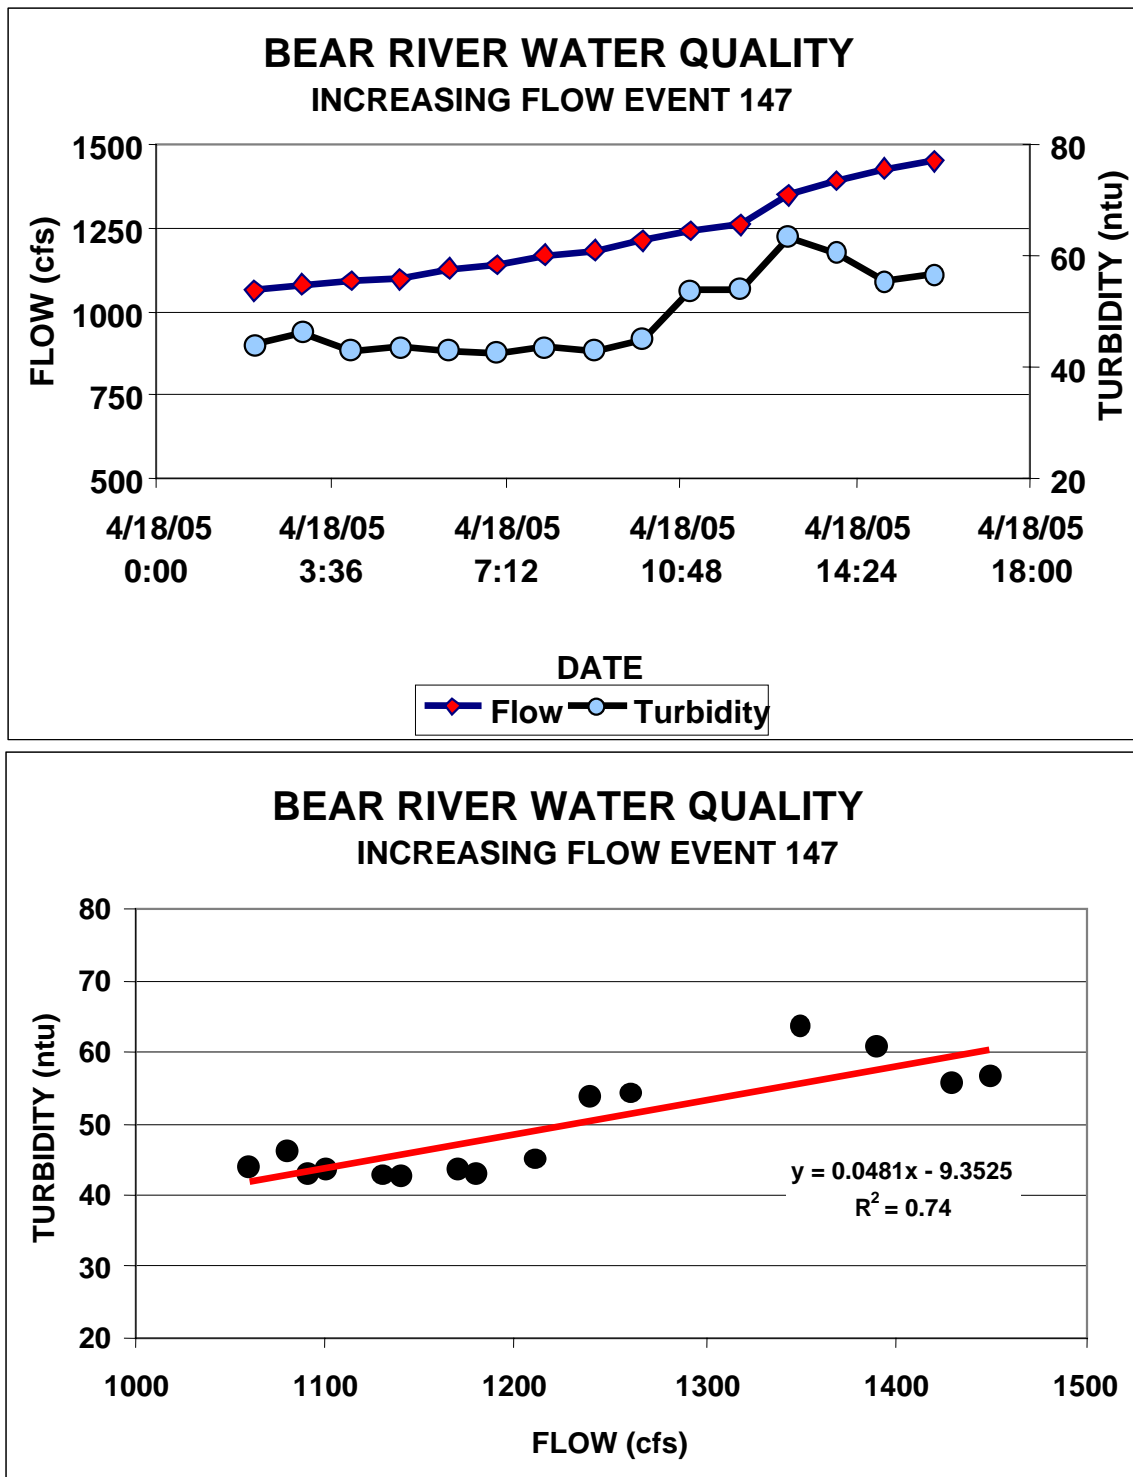 BEAR RIVER WATER QUALITY
INCREASING FLOW EVENT 147
FLOW (cfs)
1500
1250
1000
750
500
80
60
40
20
TURBIDITY (ntu)
4/18/05 4/18/05 4/18/05 4/18/05 4/18/05 4/18/05
0:00 3:36 7:12 10:48 14:24 18:00
DATE
Flow Turbidity
BEAR RIVER WATER QUALITY
INCREASING FLOW EVENT 147
TURBIDITY (ntu)
80
70
60
50
40
30
20
y = 0.0481x - 9.3525
R² = 0.74
1000 1100 1200 1300 1400 1500
FLOW (cfs)